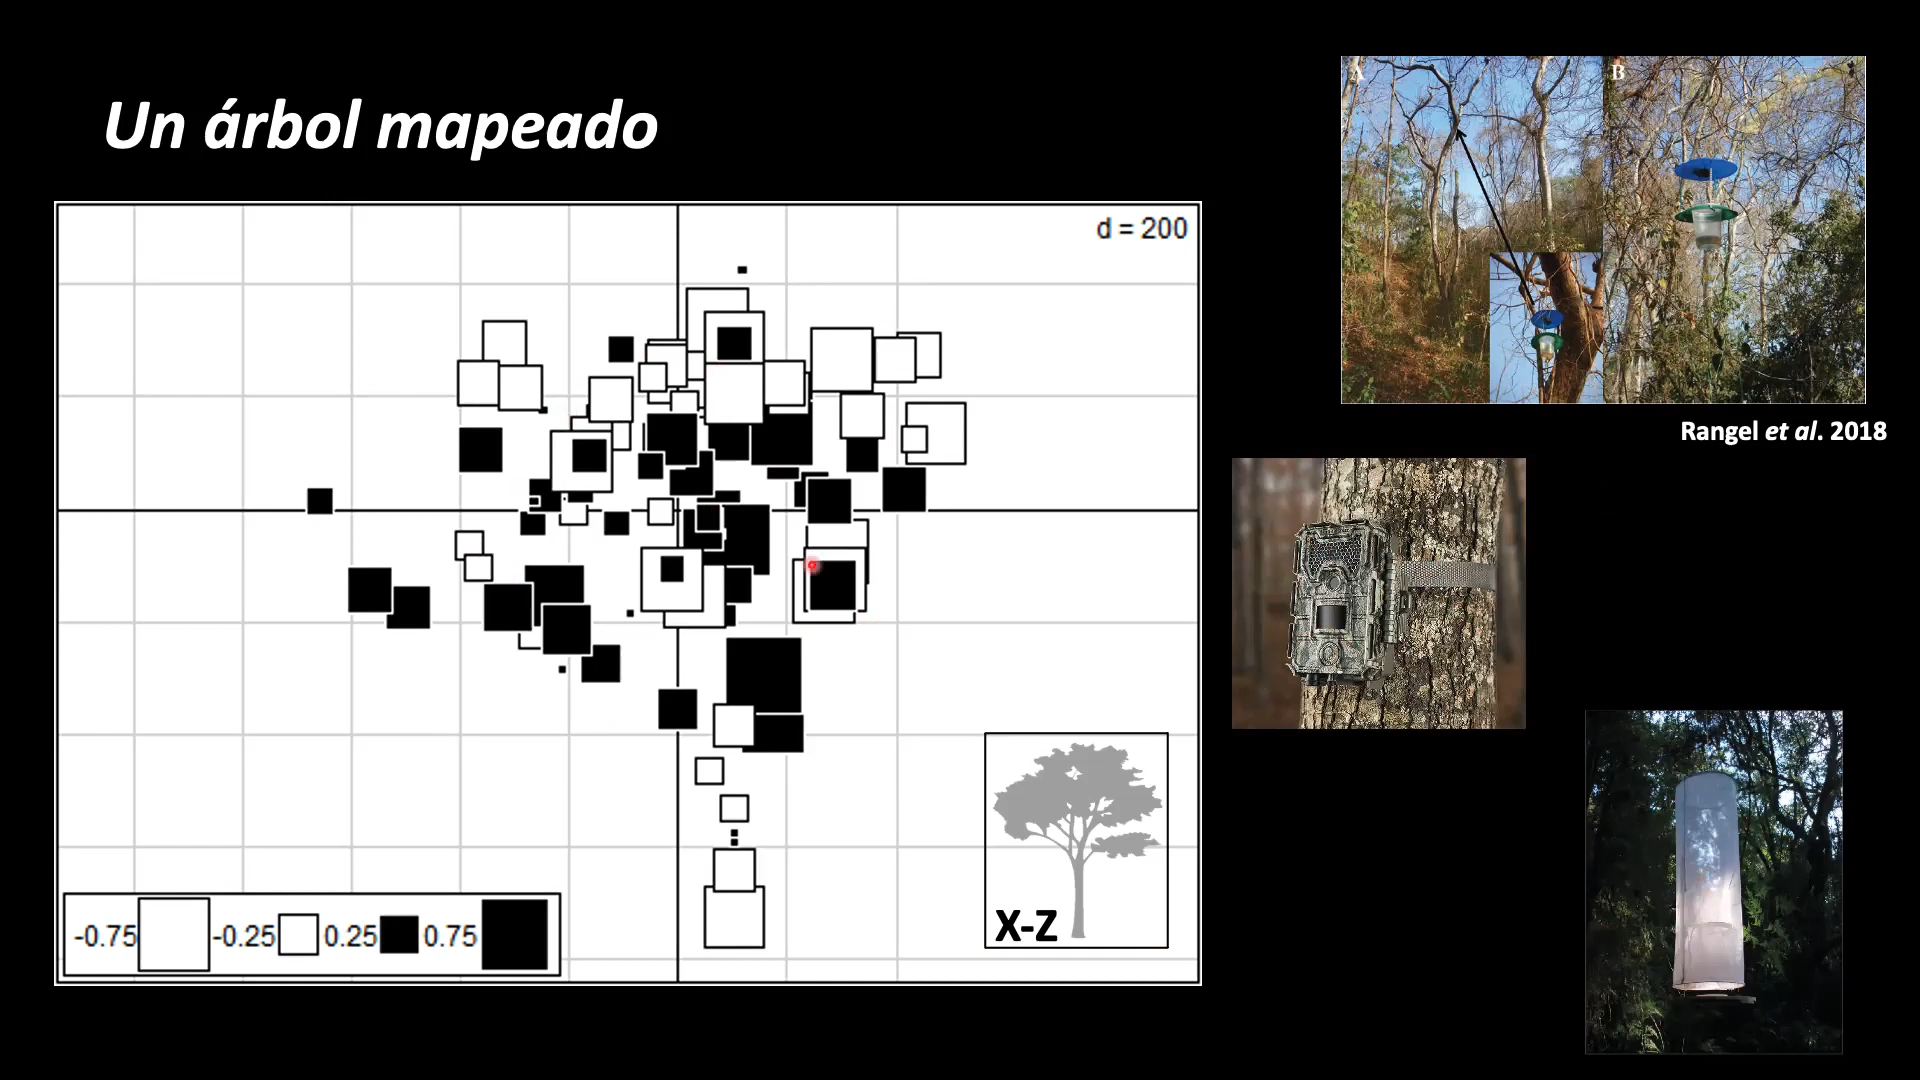 Un árbol mapeado
d = 200
-0.75 -0.25 0.25 0.75
X-Z
A B
Rangel et al. 2018